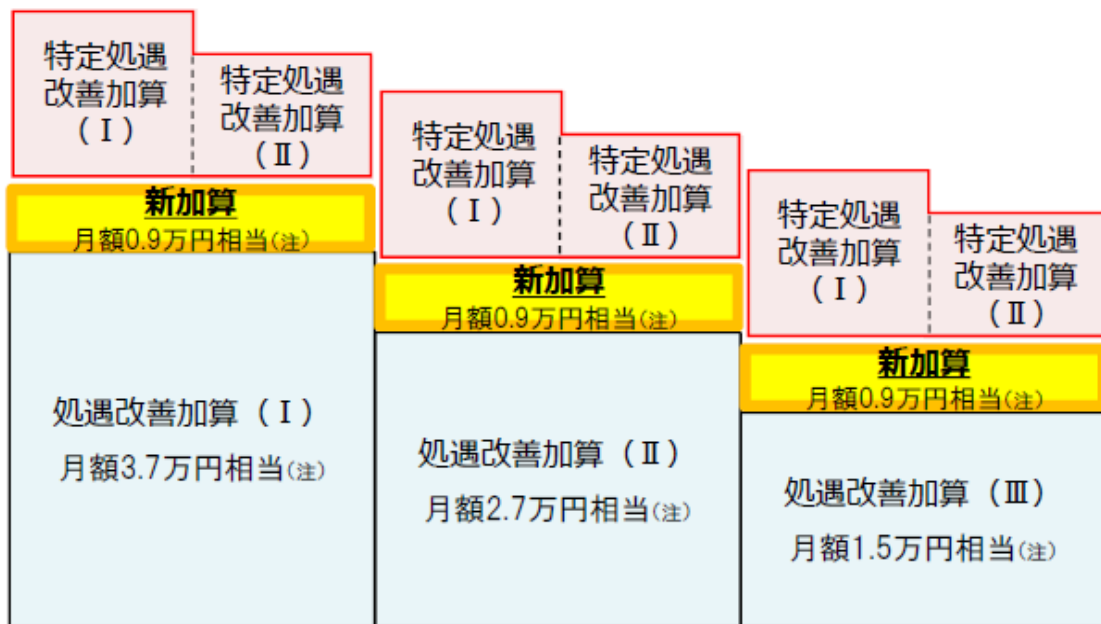 特定処遇
改善加算
(Ⅰ)
特定処遇
改善加算
(Ⅱ)
新加算
月額0.9万円相当(注)
処遇改善加算(Ⅰ)
月額3.7万円相当(注)
特定処遇
改善加算
(Ⅰ)
特定処遇
改善加算
(Ⅱ)
新加算
月額0.9万円相当(注)
処遇改善加算(Ⅱ)
月額2.7万円相当(注)
特定処遇
改善加算
(Ⅰ)
特定処遇
改善加算
(Ⅱ)
新加算
月額0.9万円相当(注)
処遇改善加算(Ⅲ)
月額1.5万円相当(注)